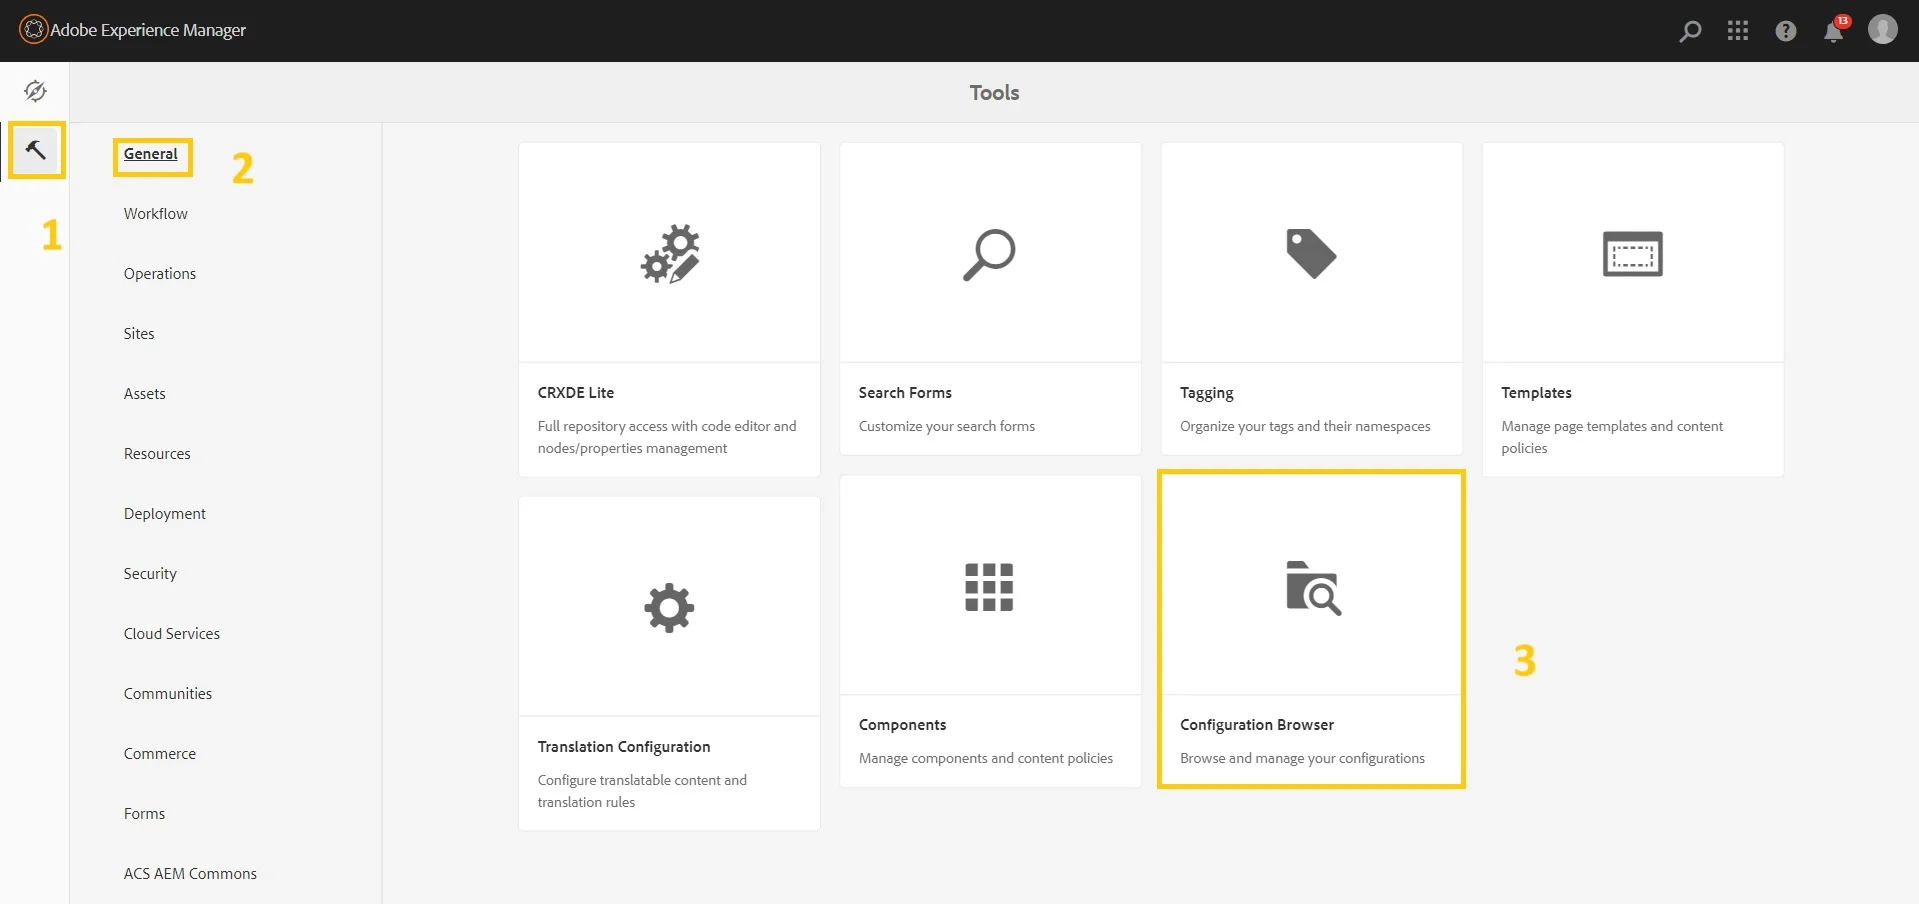 Adobe Experience Manager
13
Tools
1
General
2
Workflow
Operations
Sites
Assets
Resources
Deployment
Security
Cloud Services
Communities
Commerce
Forms
ACS AEM Commons
CRXDE Lite
Full repository access with code editor and
nodes/properties management
Search Forms
Customize your search forms
Tagging
Organize your tags and their namespaces
Templates
Manage page templates and content
policies
Translation Configuration
Configure translatable content and
translation rules
Components
Manage components and content policies
Configuration Browser
Browse and manage your configurations
3